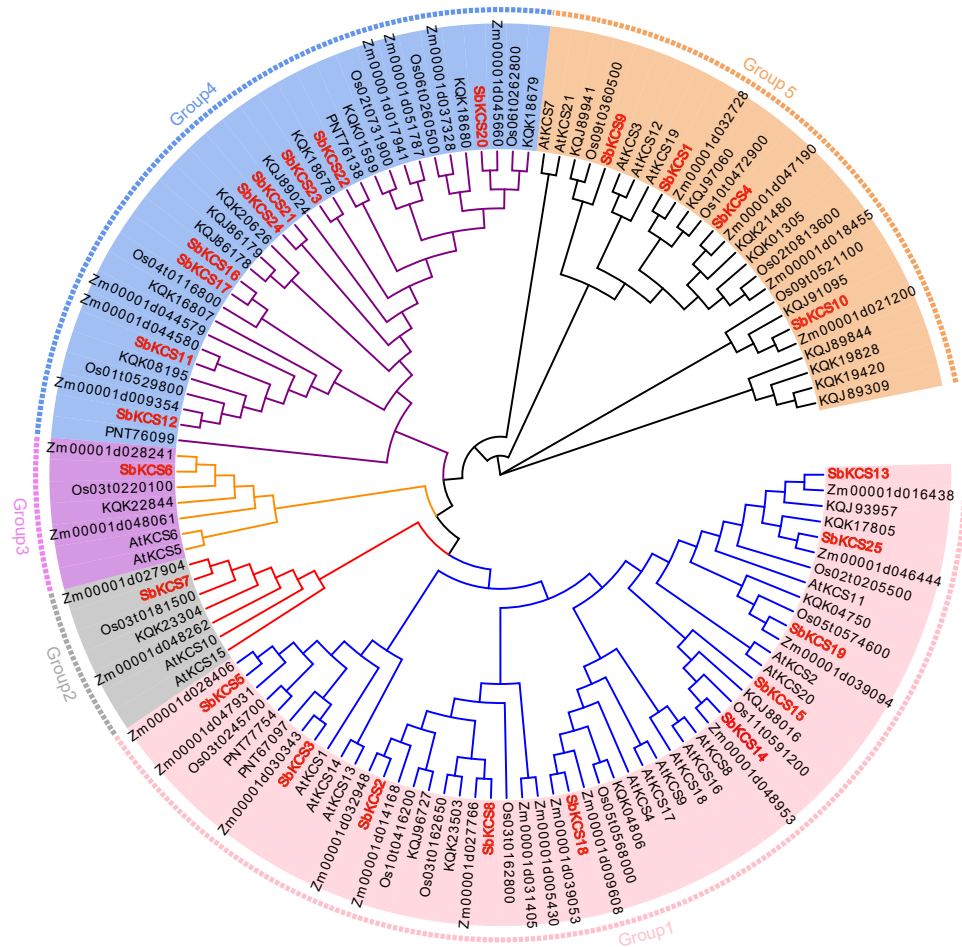 Group5
AtKCS7
AtKCS21
KQJ89941
Os09t0360500
SbKCS9
AtKCS3
AtKCS12
AtKCS19
SbKCS1
Zm00001d032728
KQJ97060
Os10t0472900
SbKCS4
Zm00001d047190
KQK21480
KQK01305
Os02t0813600
Zm00001d018455
Os09t0521100
KQJ91095
SbKCS10
Zm00001d021200
KQJ89844
KQK19828
KQK19420
KQJ89309
SbKCS13
Zm00001d016438
KQJ93957
KQK17805
SbKCS25
Zm00001d046444
Os02t0205500
AtKCS11
KQK04750
Os05t0574600
SbKCS19
Zm00001d039094
AtKCS2
AtKCS20
SbKCS15
KQJ88016
Os11t0591200
SbKCS14
Zm00001d048953
AtKCS8
AtKCS16
AtKCS18
AtKCS9
AtKCS17
AtKCS4
KQK04806
Os05t0568000
Zm00001d009608
SbKCS18
Zm00001d039053
Zm00001d005430
Zm00001d031405
Os03t0162800
SbKCS8
Zm00001d027766
KQK23503
Os03t0162650
KQJ96727
Os10t0416200
Zm00001d014168
SbKCS2
Zm00001d032948
AtKCS13
AtKCS14
AtKCS1
SbKCS3
Zm00001d030349
PNT67097
PNT77754
Os03t0245700
Zm00001d047931
SbKCS5
Zm00001d028406
Group1
AtKCS15
AtKCS10
Zm00001d048262
KQK23304
Os03t0181500
SbKCS7
Zm00001d027904
Group2
AtKCS5
AtKCS6
Zm00001d048061
KQK22844
Os03t0220100
SbKCS6
Zm00001d028241
Group3
PNT76099
SbKCS12
Zm00001d009354
Os01t0529800
KQK08195
SbKCS11
Zm00001d044580
Zm00001d044579
KQK16807
Os04t0116800
SbKCS17
SbKCS16
KQJ86178
KQJ86179
KQK20626
SbKCS24
SbKCS21
KQJ89024
SbKCS23
KQK18678
SbKCS22
PNT76138
KQK01599
Os02t0731900
Zm00001d017941
Zm00001d051787
Os06t0260500
Zm00001d037328
KQK18680
SbKCS20
Zm00001d045660
Os06t0262800
KQK18679
Group4